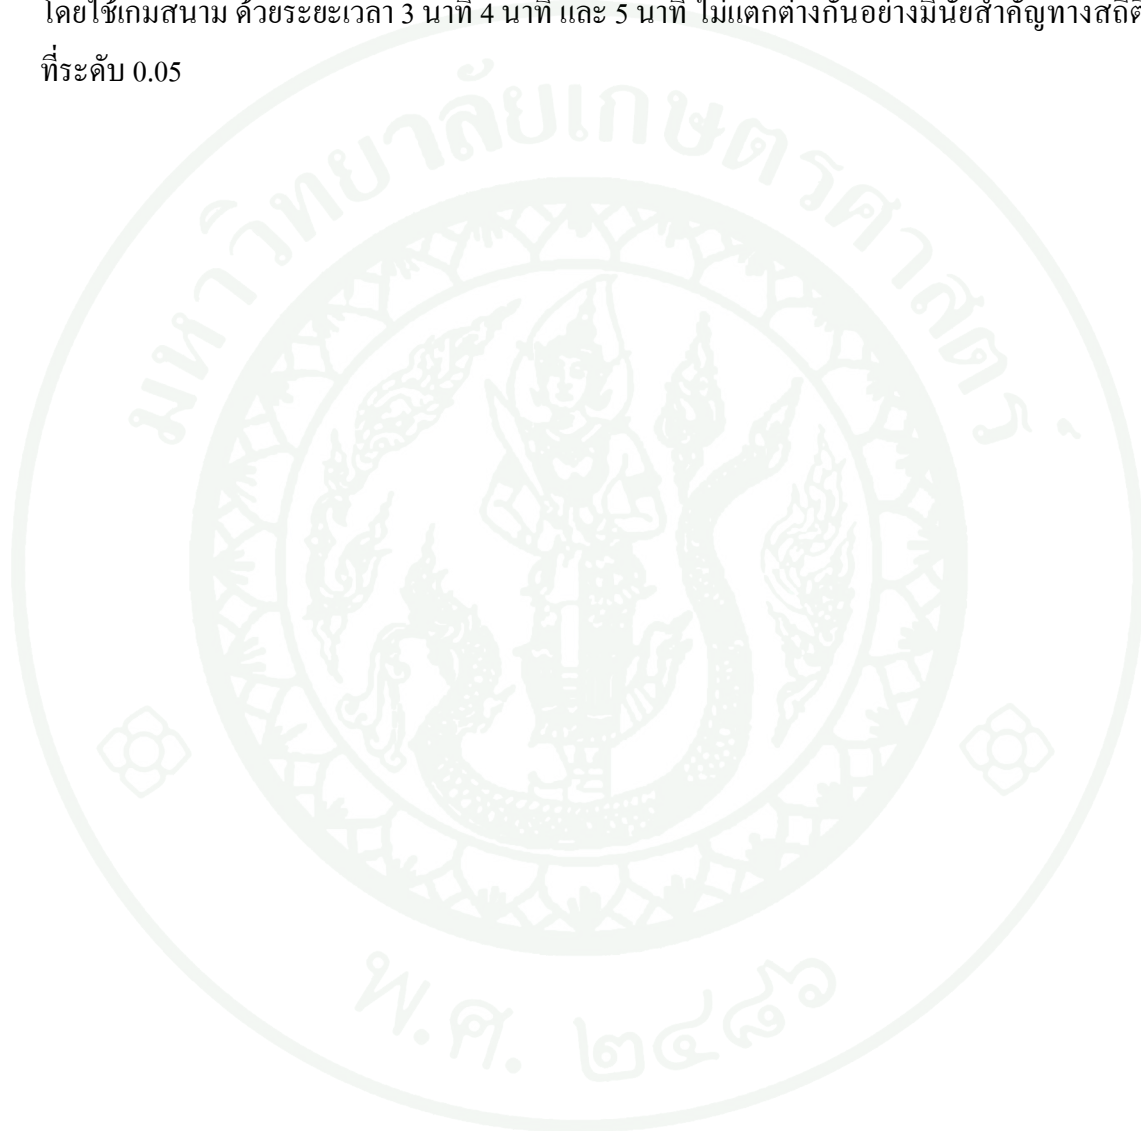 โดยใช้เกมสนาม ด้วยระยะเวลา 3 นาที 4 นาที และ 5 นาที ไม่แตกต่างกันอย่างมีนัยสำคัญทางสถิติ
ที่ระดับ 0.05
มหาวิทยาลัยเกษตรศาสตร์
พ.ศ. ๒๔๘๖